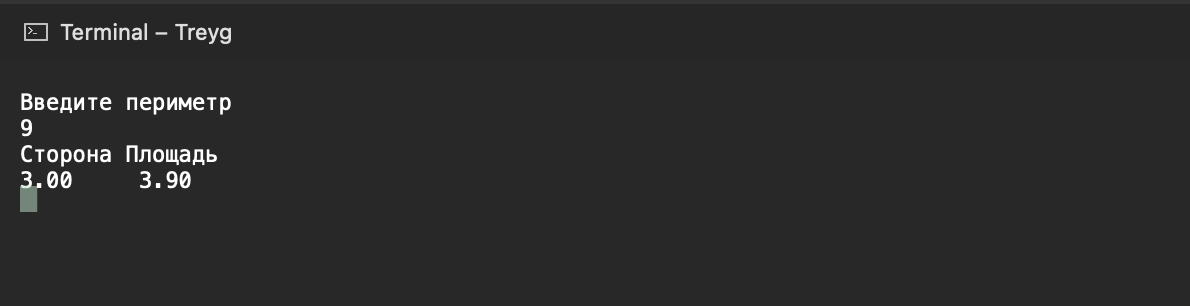 Terminal – Treyg
Введите периметр
9
Сторона Площадь
3.00     3.90